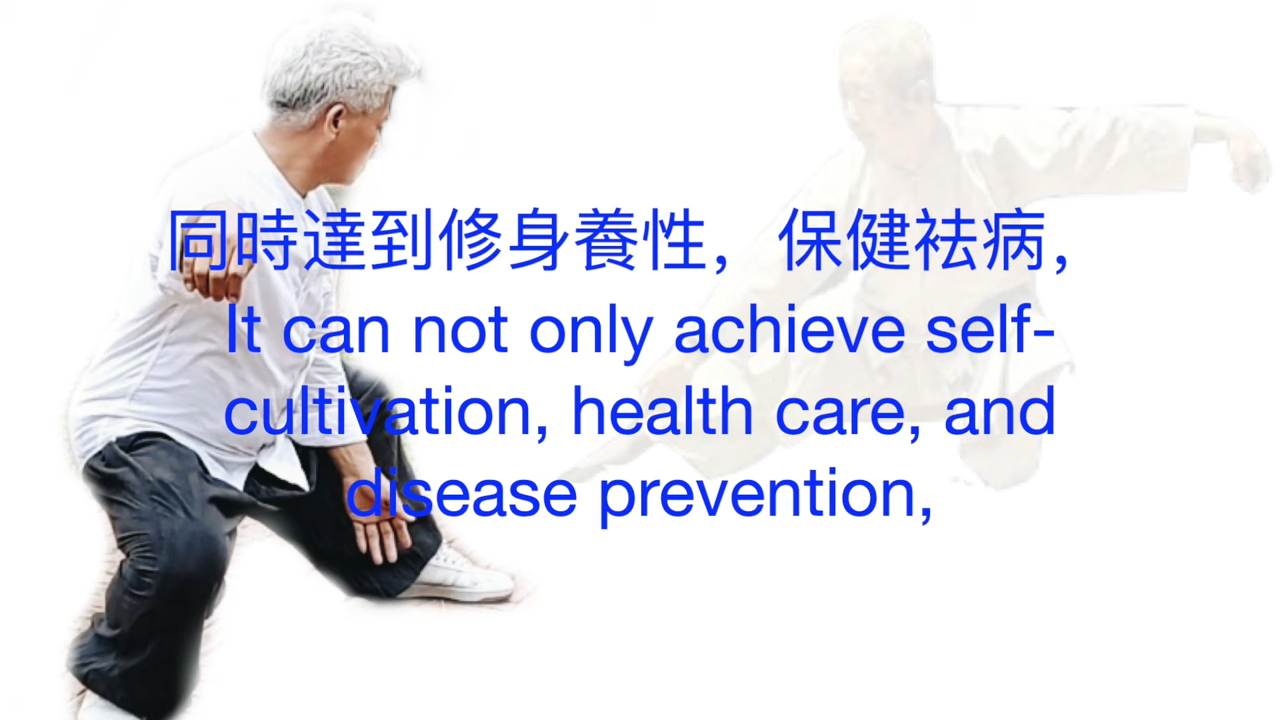 同時達到修身養性，保健袪病，
It can not only achieve self-
cultivation, health care, and
disease prevention,